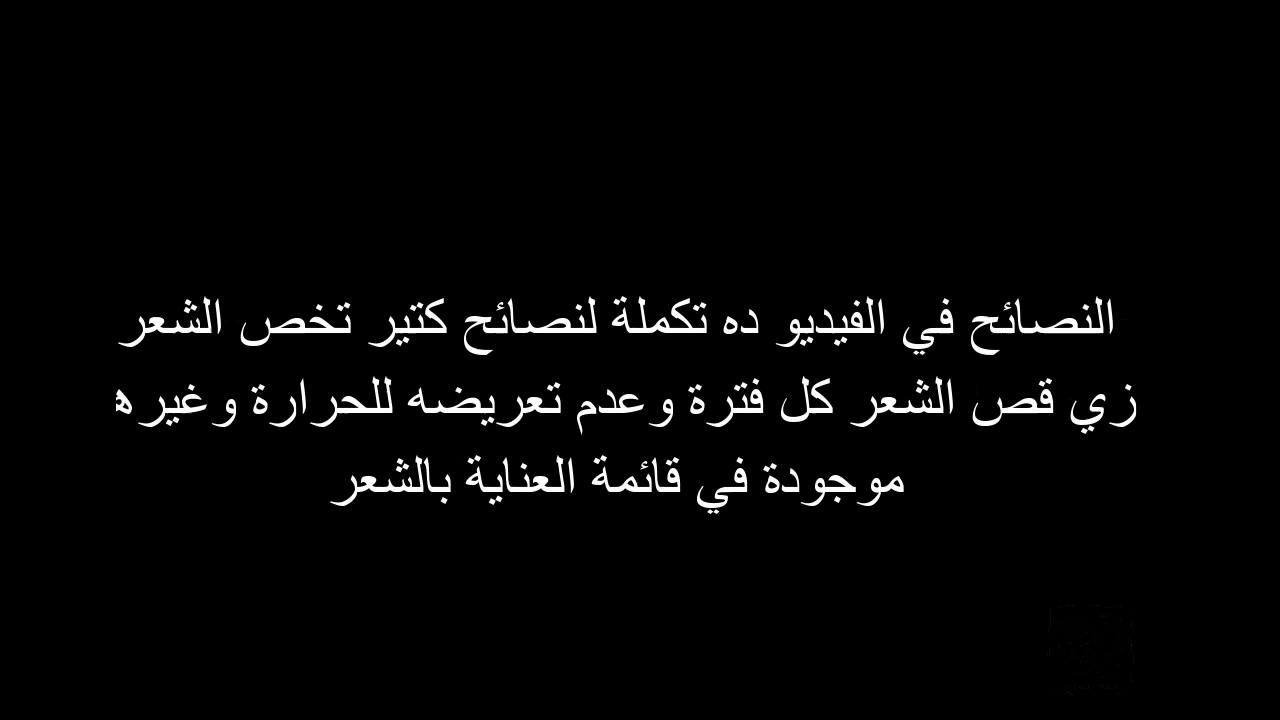 النصائح في الفيديو ده تكملة لنصائح كتير تخص الشعر
زي قص الشعر كل فترة وعدم تعريضه للحرارة وغيره
موجودة في قائمة العناية بالشعر